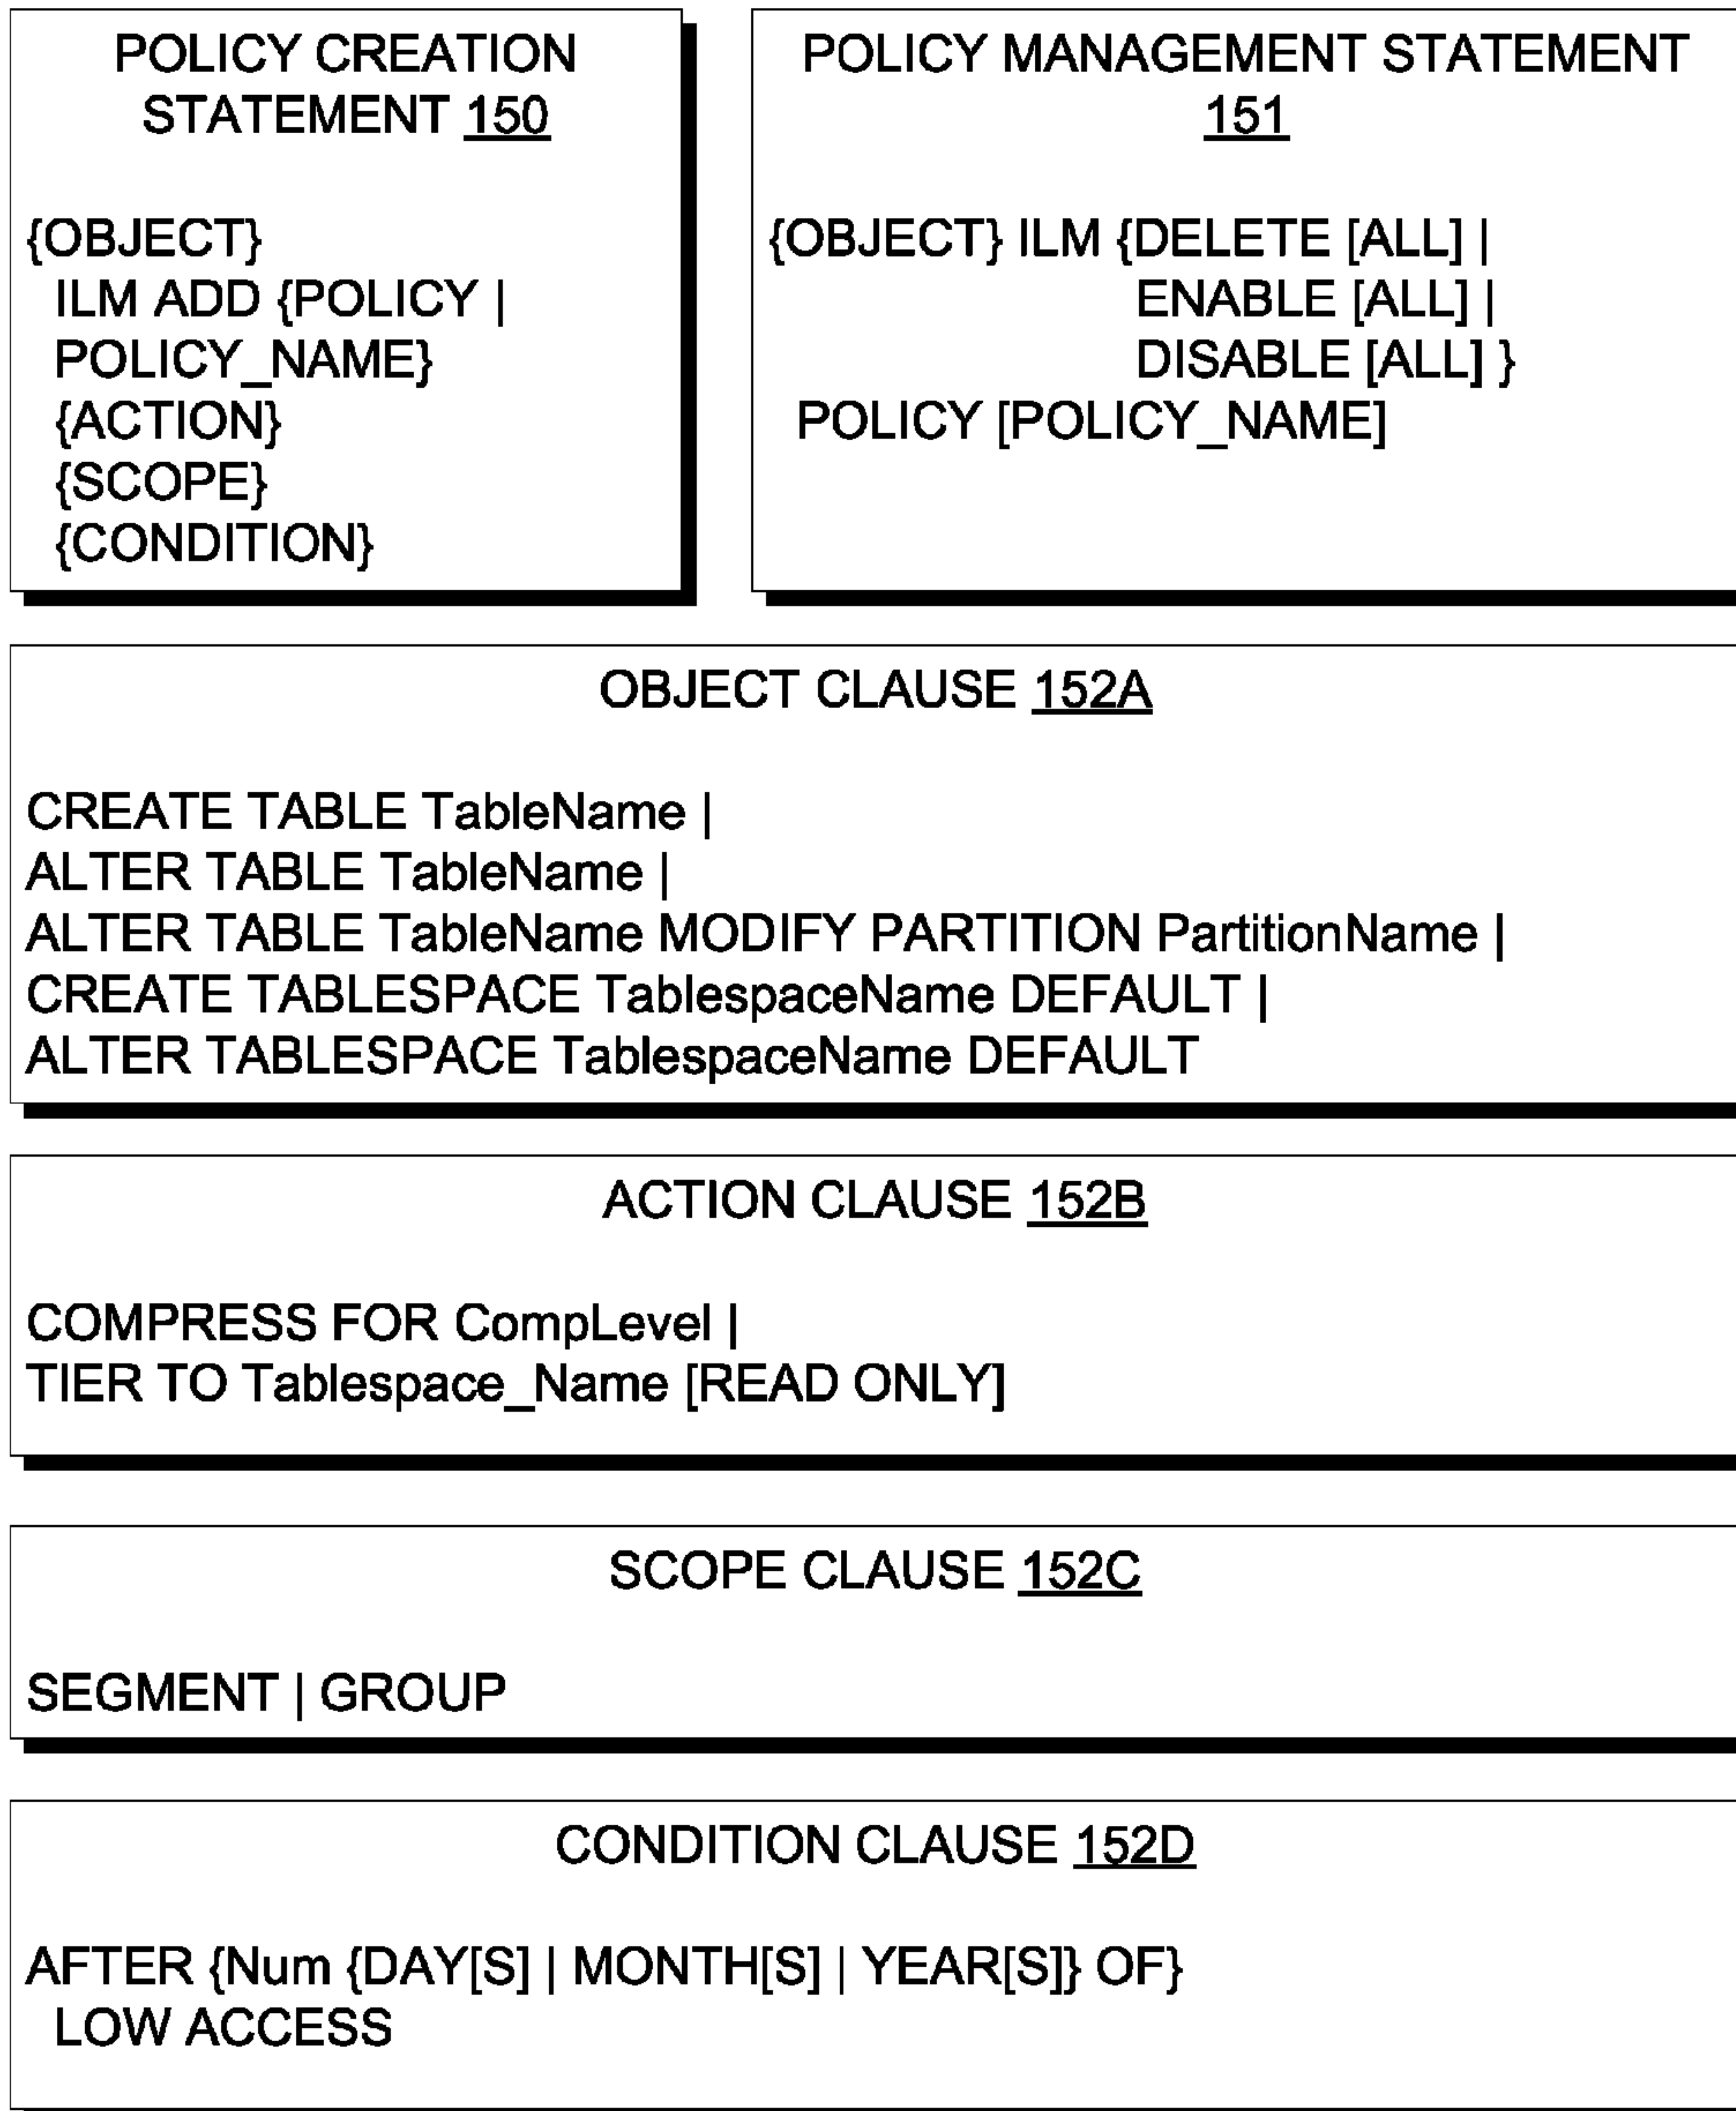 POLICY CREATION
STATEMENT 150
{OBJECT}
ILM ADD {POLICY |
POLICY_NAME}
{ACTION}
{SCOPE}
{CONDITION}
POLICY MANAGEMENT STATEMENT
151
{OBJECT} ILM {DELETE [ALL] |
ENABLE [ALL] |
DISABLE [ALL] }
POLICY [POLICY_NAME]
OBJECT CLAUSE 152A
CREATE TABLE TableName |
ALTER TABLE TableName |
ALTER TABLE TableName MODIFY PARTITION PartitionName |
CREATE TABLESPACE TablespaceName DEFAULT |
ALTER TABLESPACE TablespaceName DEFAULT
ACTION CLAUSE 152B
COMPRESS FOR CompLevel |
TIER TO Tablespace_Name [READ ONLY]
SCOPE CLAUSE 152C
SEGMENT | GROUP
CONDITION CLAUSE 152D
AFTER {Num {DAY[S] | MONTH[S] | YEAR[S]} OF}
LOW ACCESS